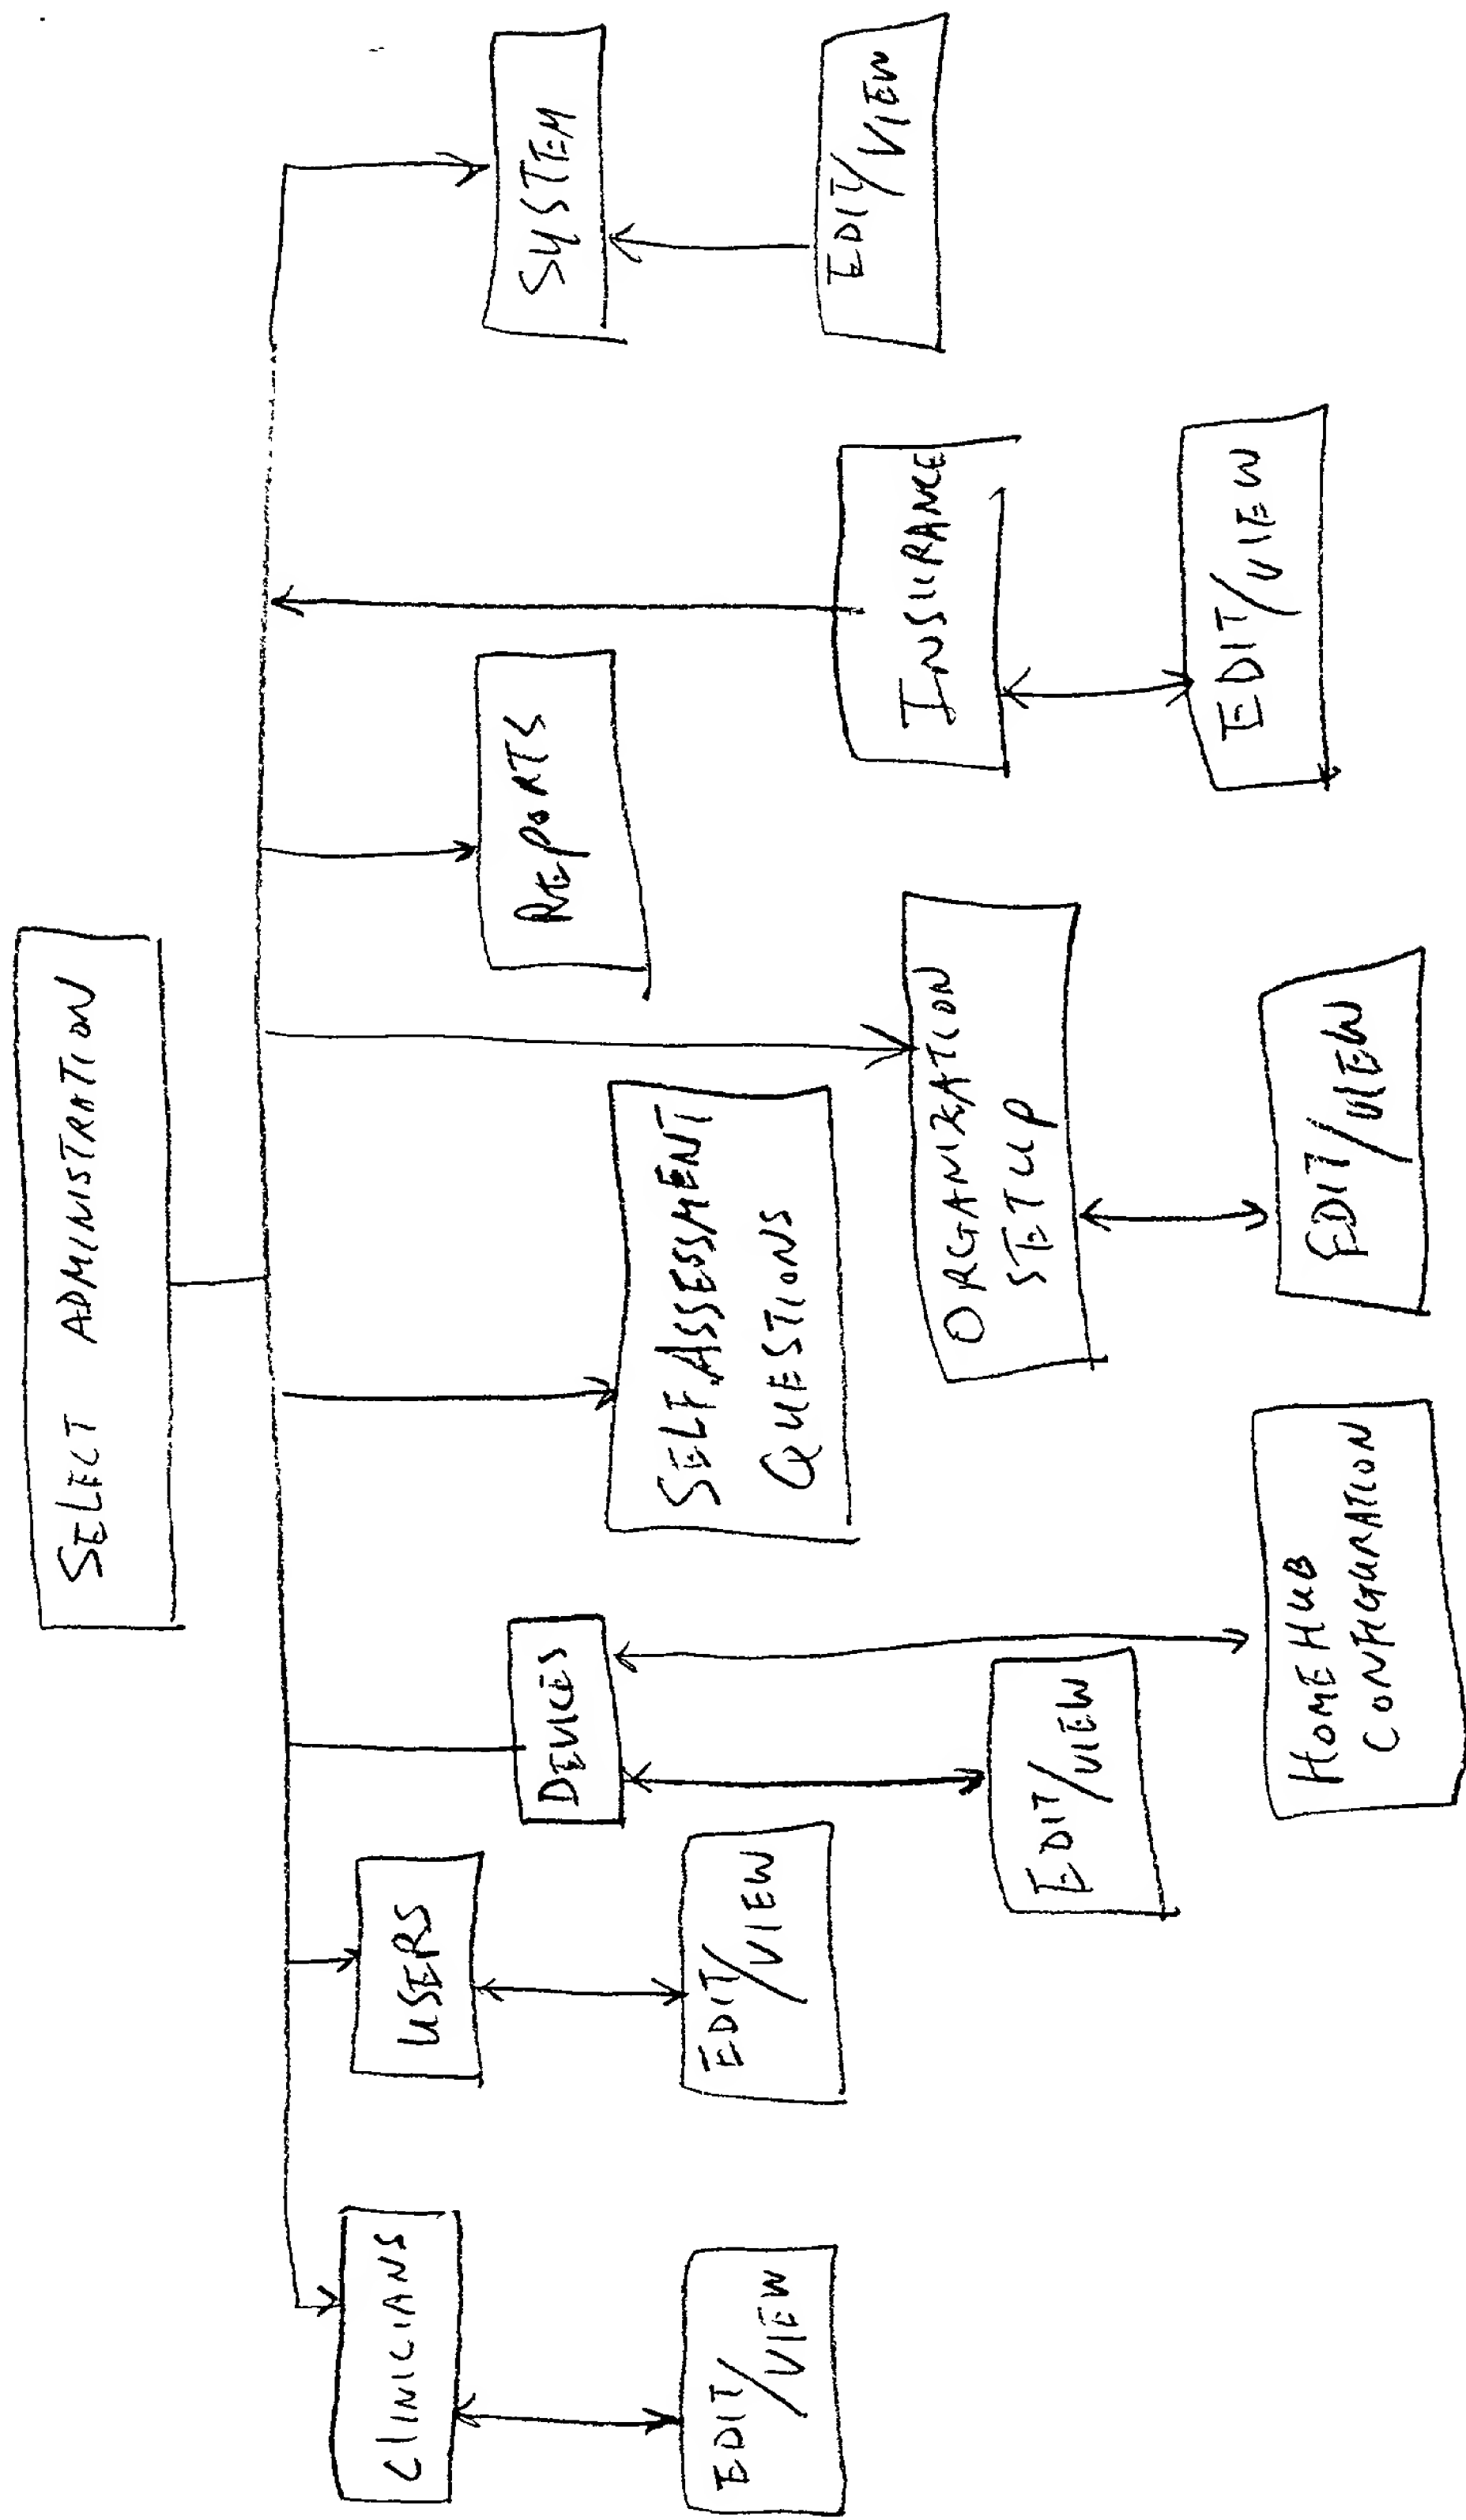 SELECT ADMINISTRATION
CLINICIANS
EDIT/VIEW
USERS
EDIT/VIEW
DEVICES
EDIT/VIEW
HOME HUB
CONFIGURATION
SELF ASSESSMENT
QUESTIONS
ORGANIZATION
SETUP
EDIT/VIEW
REPORTS
INSURANCE
EDIT/VIEW
SYSTEM
EDIT/VIEW